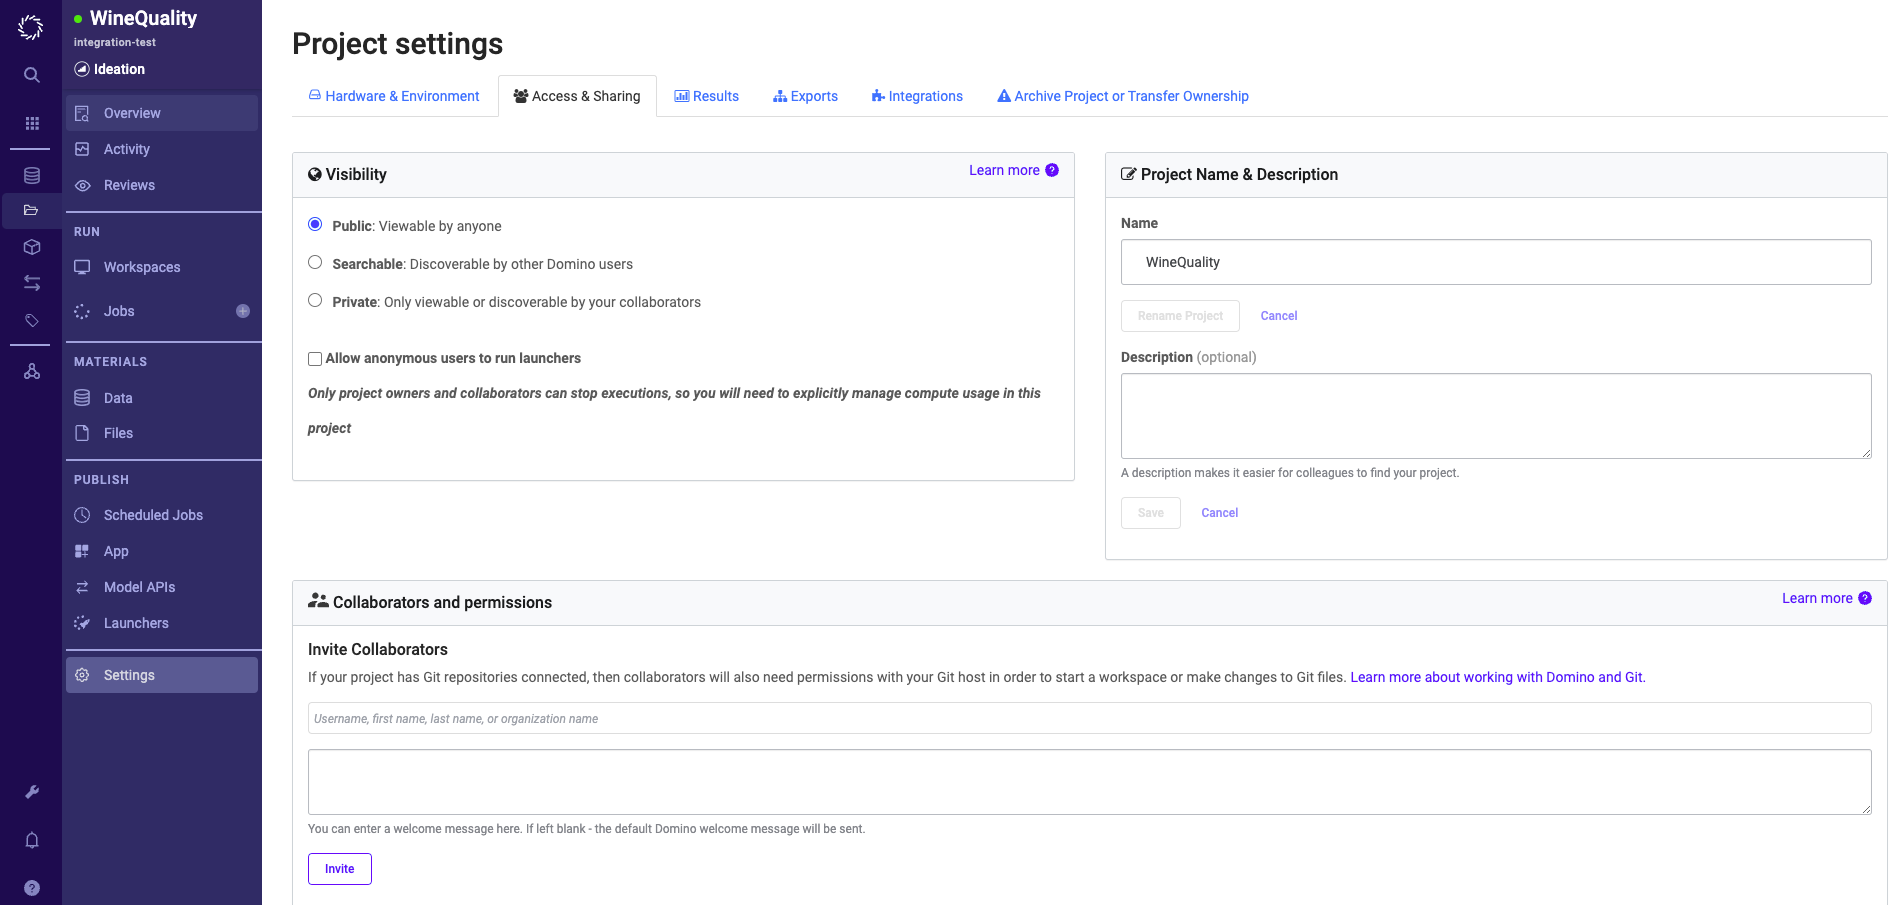 WineQuality
integration-test
Ideation
Overview
Activity
Reviews
RUN
Workspaces
Jobs
MATERIALS
Data
Files
PUBLISH
Scheduled Jobs
App
Model APIs
Launchers
Settings
Project settings
Hardware & Environment
Access & Sharing
Results
Exports
Integrations
Archive Project or Transfer Ownership
Visibility
Learn more
Public: Viewable by anyone
Searchable: Discoverable by other Domino users
Private: Only viewable or discoverable by your collaborators
Allow anonymous users to run launchers
Only project owners and collaborators can stop executions, so you will need to explicitly manage compute usage in this
project
Project Name & Description
Name
WineQuality
Rename Project
Cancel
Description (optional)
A description makes it easier for colleagues to find your project.
Save
Cancel
Collaborators and permissions
Learn more
Invite Collaborators
If your project has Git repositories connected, then collaborators will also need permissions with your Git host in order to start a workspace or make changes to Git files. Learn more about working with Domino and Git.
Username, first name, last name, or organization name
You can enter a welcome message here. If left blank - the default Domino welcome message will be sent.
Invite